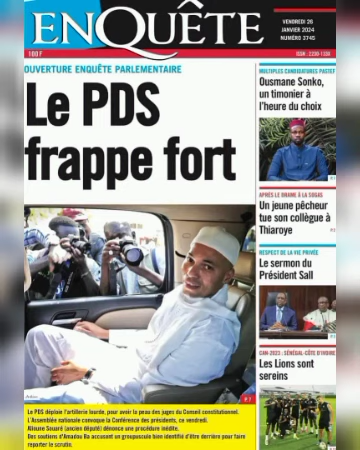 ENQUÊTE
VENDREDI 26
JANVIER 2024
NUMÉRO 3745
100 F
OUVERTURE ENQUÊTE PARLEMENTAIRE
Le PDS
frappe fort
MULTIPLES CANDIDATURES PASTEF
Ousmane Sonko,
un timonier à
l'heure du choix
APRÈS LE DRAME À LA SOGAS
Un jeune pêcheur
tue son collègue à
Thiaroye
RESPECT DE LA VIE PRIVÉE
Le sermon du
Président Sall
CAN-2023 : SÉNÉGAL-CÔTE D'IVOIRE
Les Lions sont
sereins
Le PDS déploie l'artillerie lourde, pour avoir la peau des juges du Conseil constitutionnel.
L'Assemblée nationale convoque la Conférence des présidents, ce vendredi.
Alioune Souaré (ancien député) dénonce une procédure inédite.
Des soutiens d'Amadou Ba accusent un groupuscule bien identifié d'être derrière pour faire
reporter le scrutin.